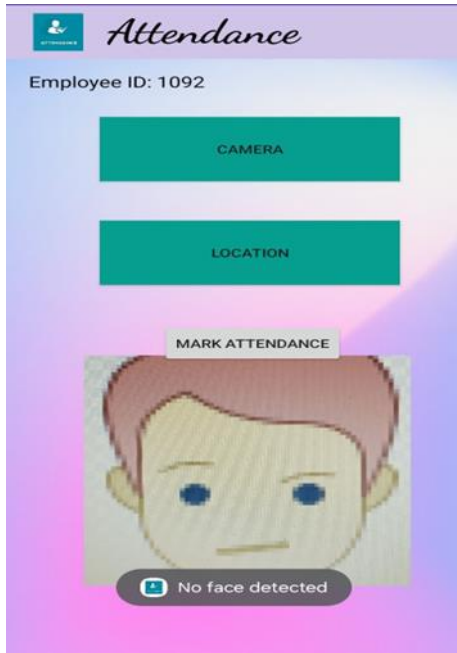 Attendance
Employee ID: 1092
CAMERA
LOCATION
MARK ATTENDANCE
No face detected